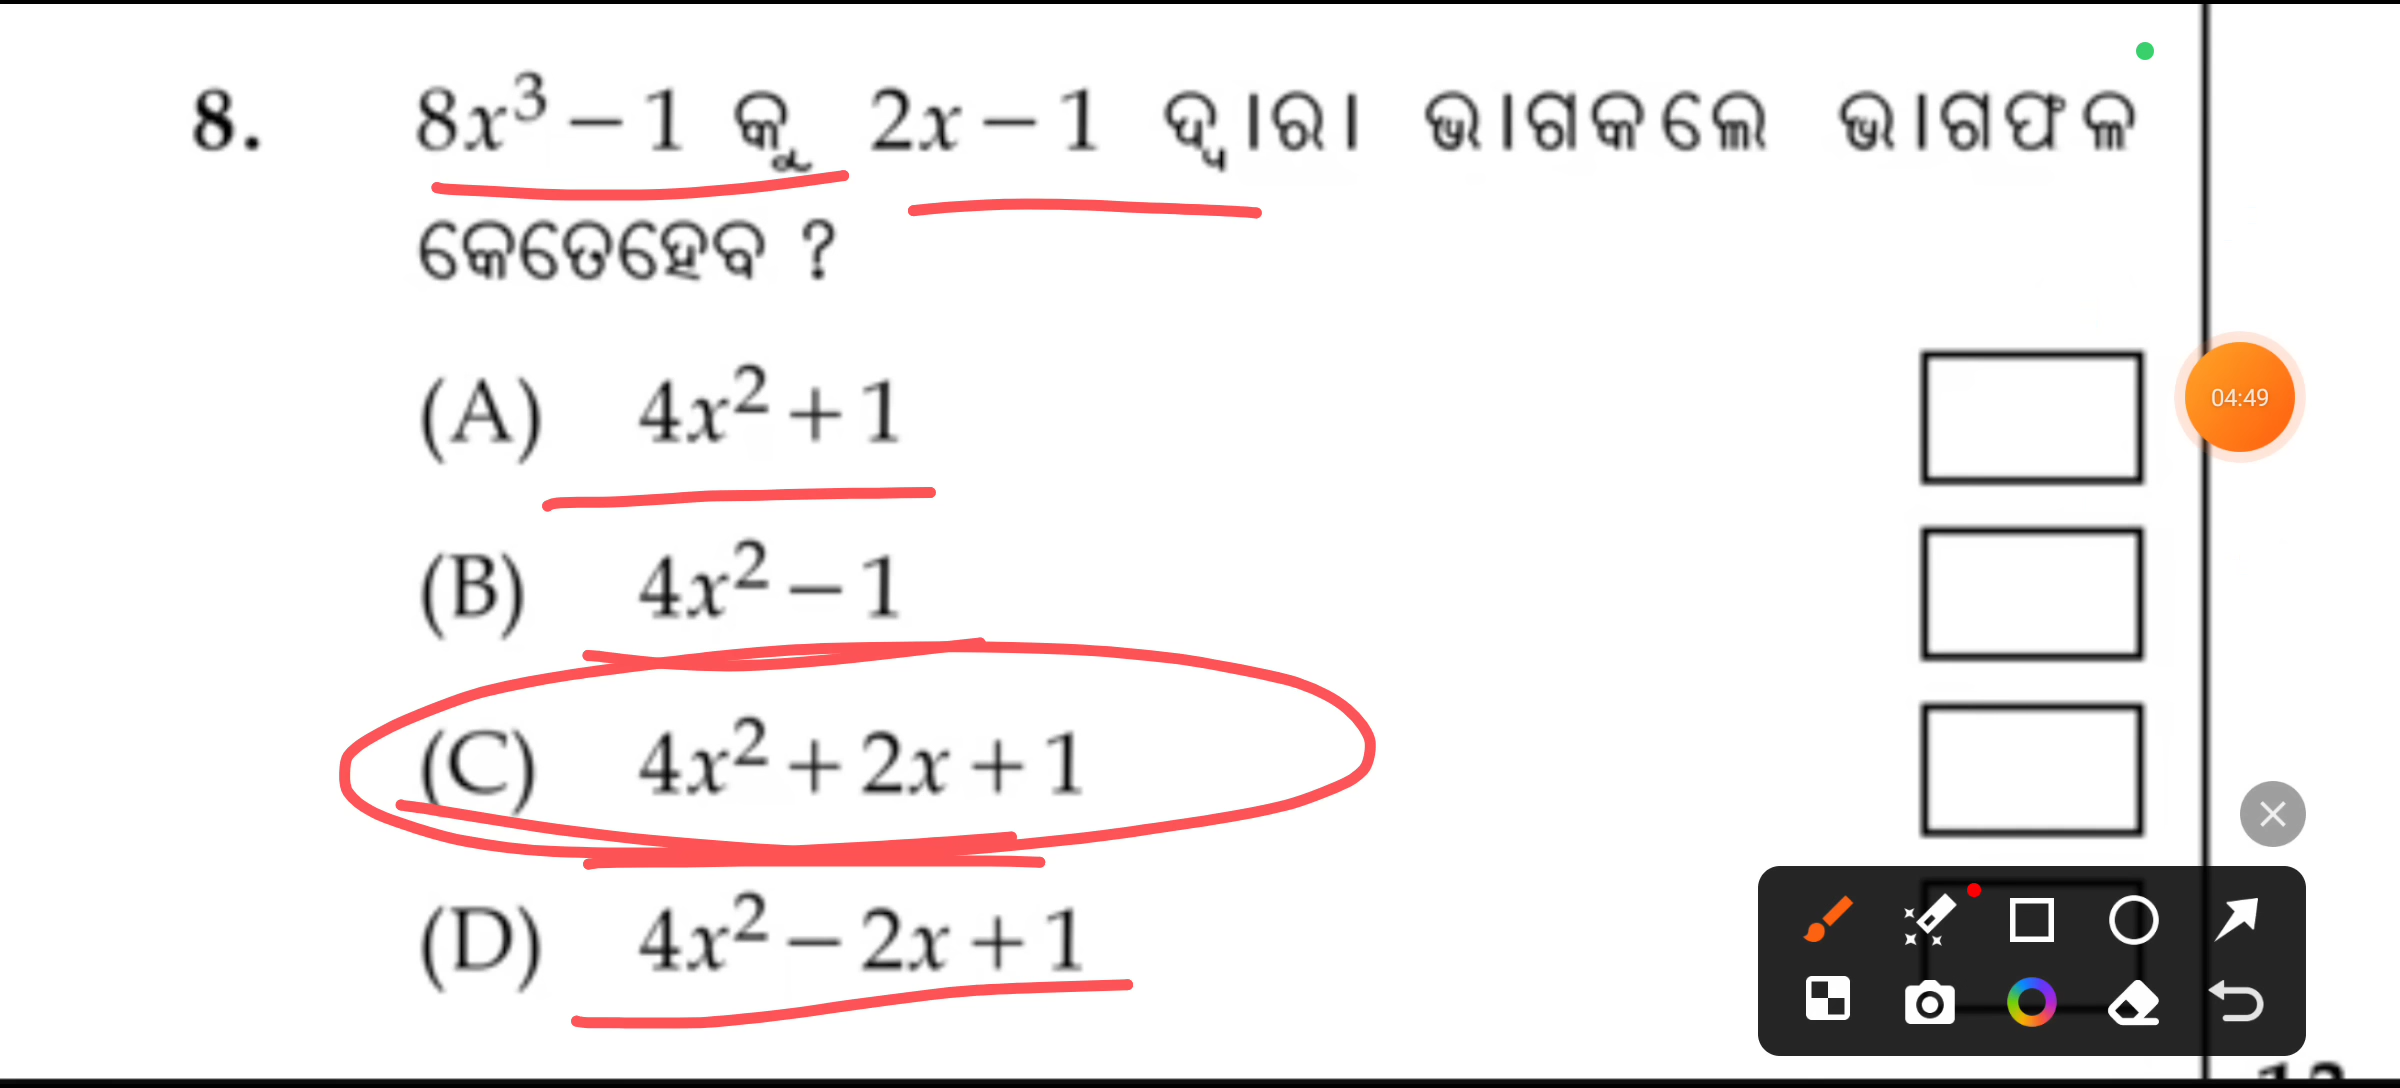 8. 8x³ − 1 କୁ 2x − 1 ଦ୍ୱାରା ଭାଗକଲେ ଭାଗଫଳ
କେତେହେବ ?
(A) 4x² + 1
04:49
(B) 4x² − 1
(C) 4x² + 2x + 1
(D) 4x² − 2x + 1